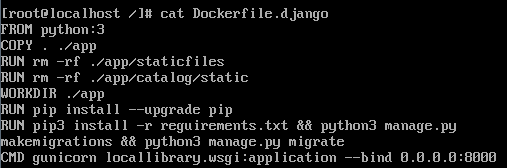 [root@localhost /]# cat Dockerfile.django
FROM python:3
COPY . ./app
RUN rm -rf ./app/staticfiles
RUN rm -rf ./app/catalog/static
WORKDIR ./app
RUN pip install --upgrade pip
RUN pip3 install -r reguirements.txt && python3 manage.py
makemigrations && python3 manage.py migrate
CMD gunicorn locallibrary.wsgi:application --bind 0.0.0.0:8000